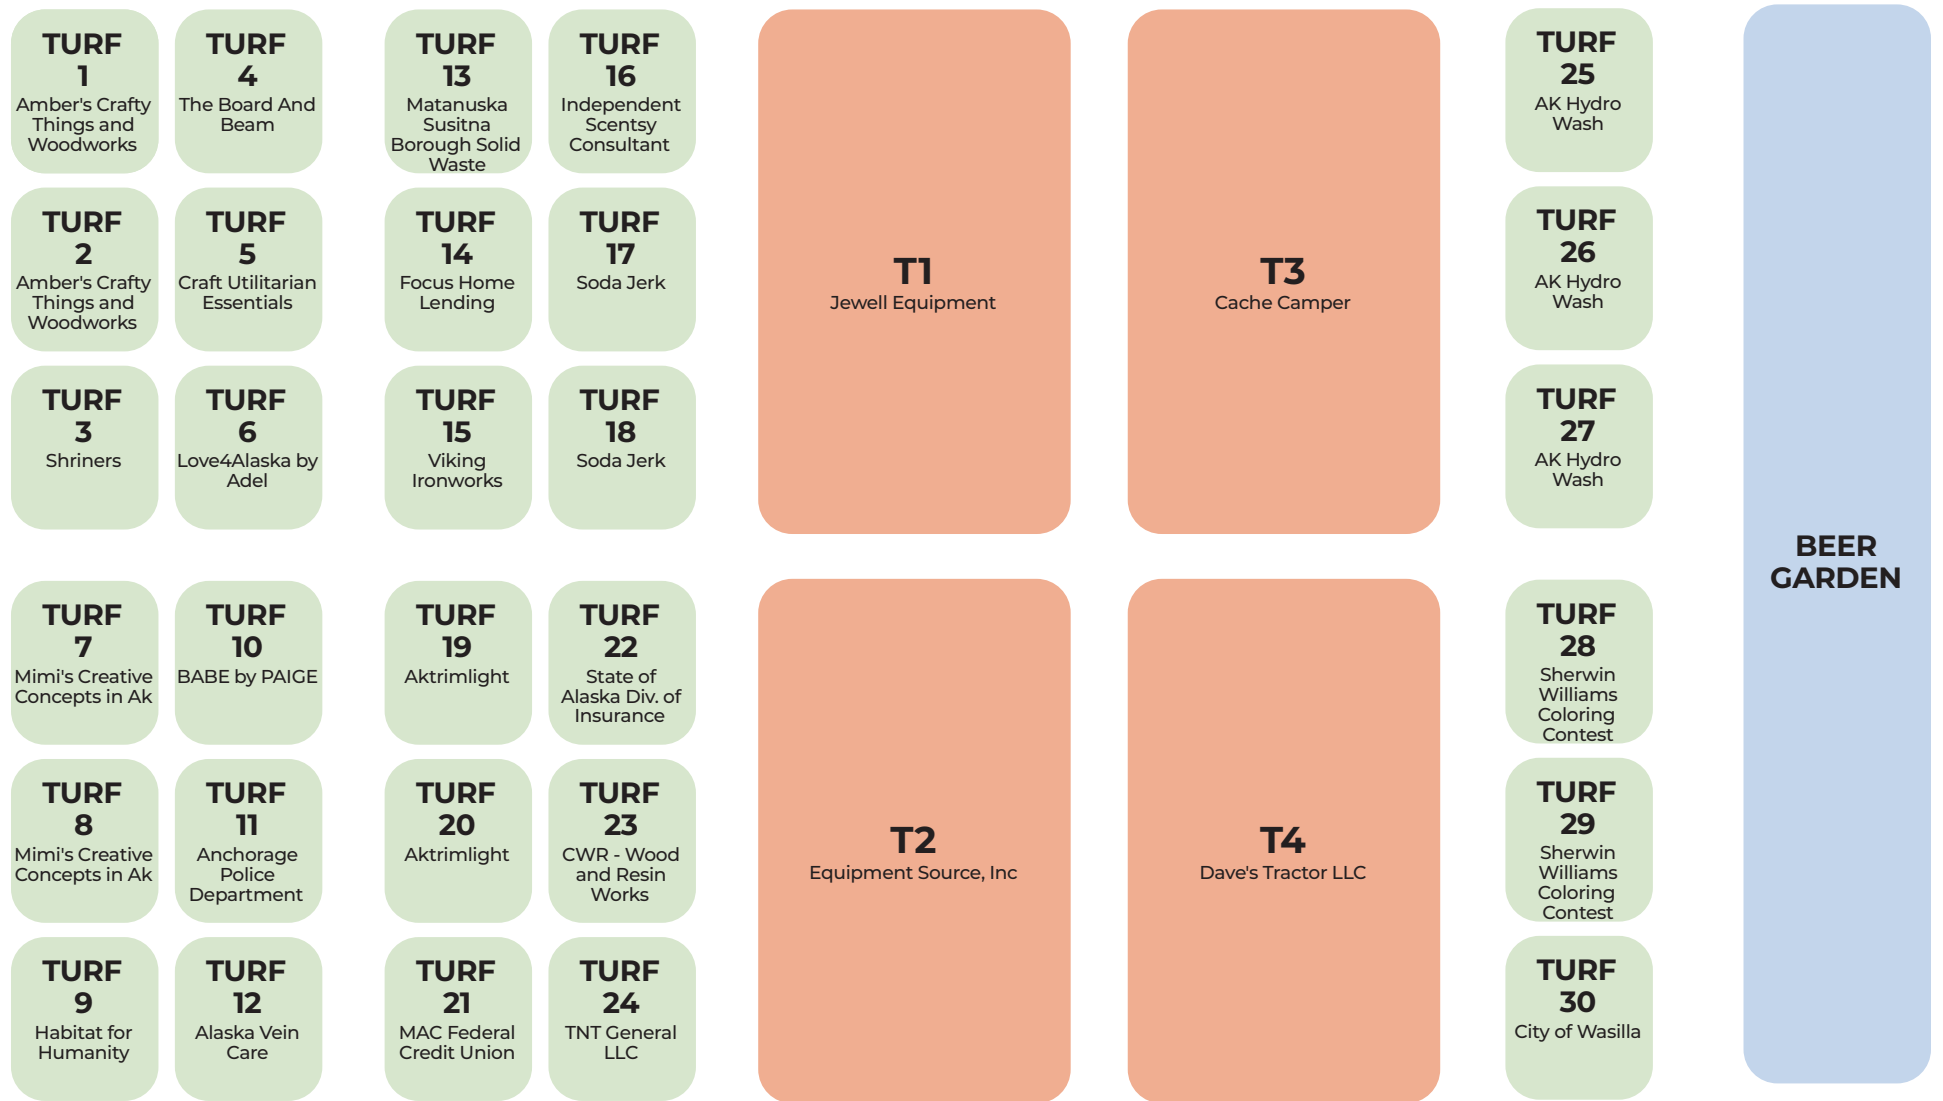 TURF
1
Amber's Crafty
Things and
Woodworks
TURF
4
The Board And
Beam
TURF
13
Matanuska
Susitna
Borough Solid
Waste
TURF
16
Independent
Scentsy
Consultant
TURF
2
Amber's Crafty
Things and
Woodworks
TURF
5
Craft Utilitarian
Essentials
TURF
14
Focus Home
Lending
TURF
17
Soda Jerk
TURF
3
Shriners
TURF
6
Love4Alaska by
Adel
TURF
15
Viking
Ironworks
TURF
18
Soda Jerk
T1
Jewell Equipment
T3
Cache Camper
TURF
25
AK Hydro
Wash
TURF
26
AK Hydro
Wash
TURF
27
AK Hydro
Wash
BEER
GARDEN
TURF
7
Mimi's Creative
Concepts in Ak
TURF
10
BABE by PAIGE
TURF
19
Aktrimlight
TURF
22
State of
Alaska Div. of
Insurance
TURF
8
Mimi's Creative
Concepts in Ak
TURF
11
Anchorage
Police
Department
TURF
20
Aktrimlight
TURF
23
CWR - Wood
and Resin
Works
TURF
9
Habitat for
Humanity
TURF
12
Alaska Vein
Care
TURF
21
MAC Federal
Credit Union
TURF
24
TNT General
LLC
T2
Equipment Source, Inc
T4
Dave's Tractor LLC
TURF
28
Sherwin
Williams
Coloring
Contest
TURF
29
Sherwin
Williams
Coloring
Contest
TURF
30
City of Wasilla